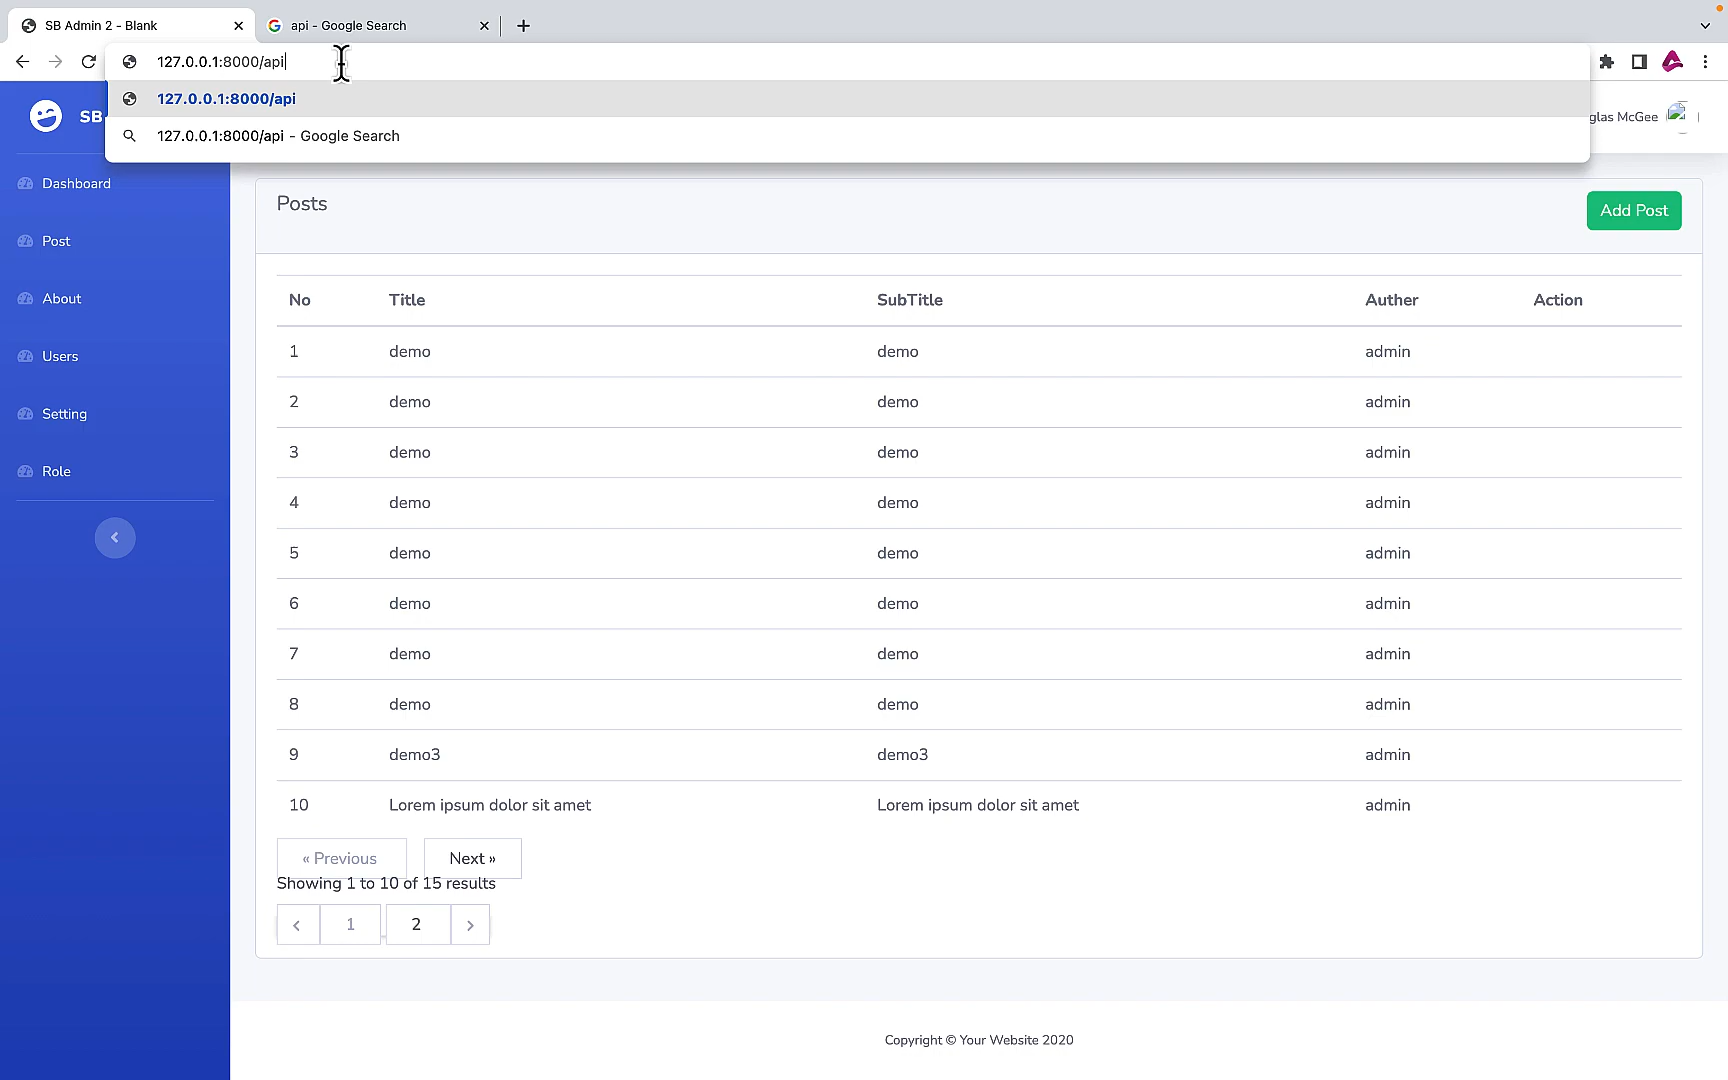 SB Admin 2 - Blank
api - Google Search
127.0.0.1:8000/api
127.0.0.1:8000/api
127.0.0.1:8000/api - Google Search
SB
glas McGee
Dashboard
Post
About
Users
Setting
Role
Posts
Add Post
No Title SubTitle Auther Action
1 demo demo admin
2 demo demo admin
3 demo demo admin
4 demo demo admin
5 demo demo admin
6 demo demo admin
7 demo demo admin
8 demo demo admin
9 demo3 demo3 admin
10 Lorem ipsum dolor sit amet Lorem ipsum dolor sit amet admin
« Previous Next »
Showing 1 to 10 of 15 results
‹ 1 2 ›
Copyright © Your Website 2020